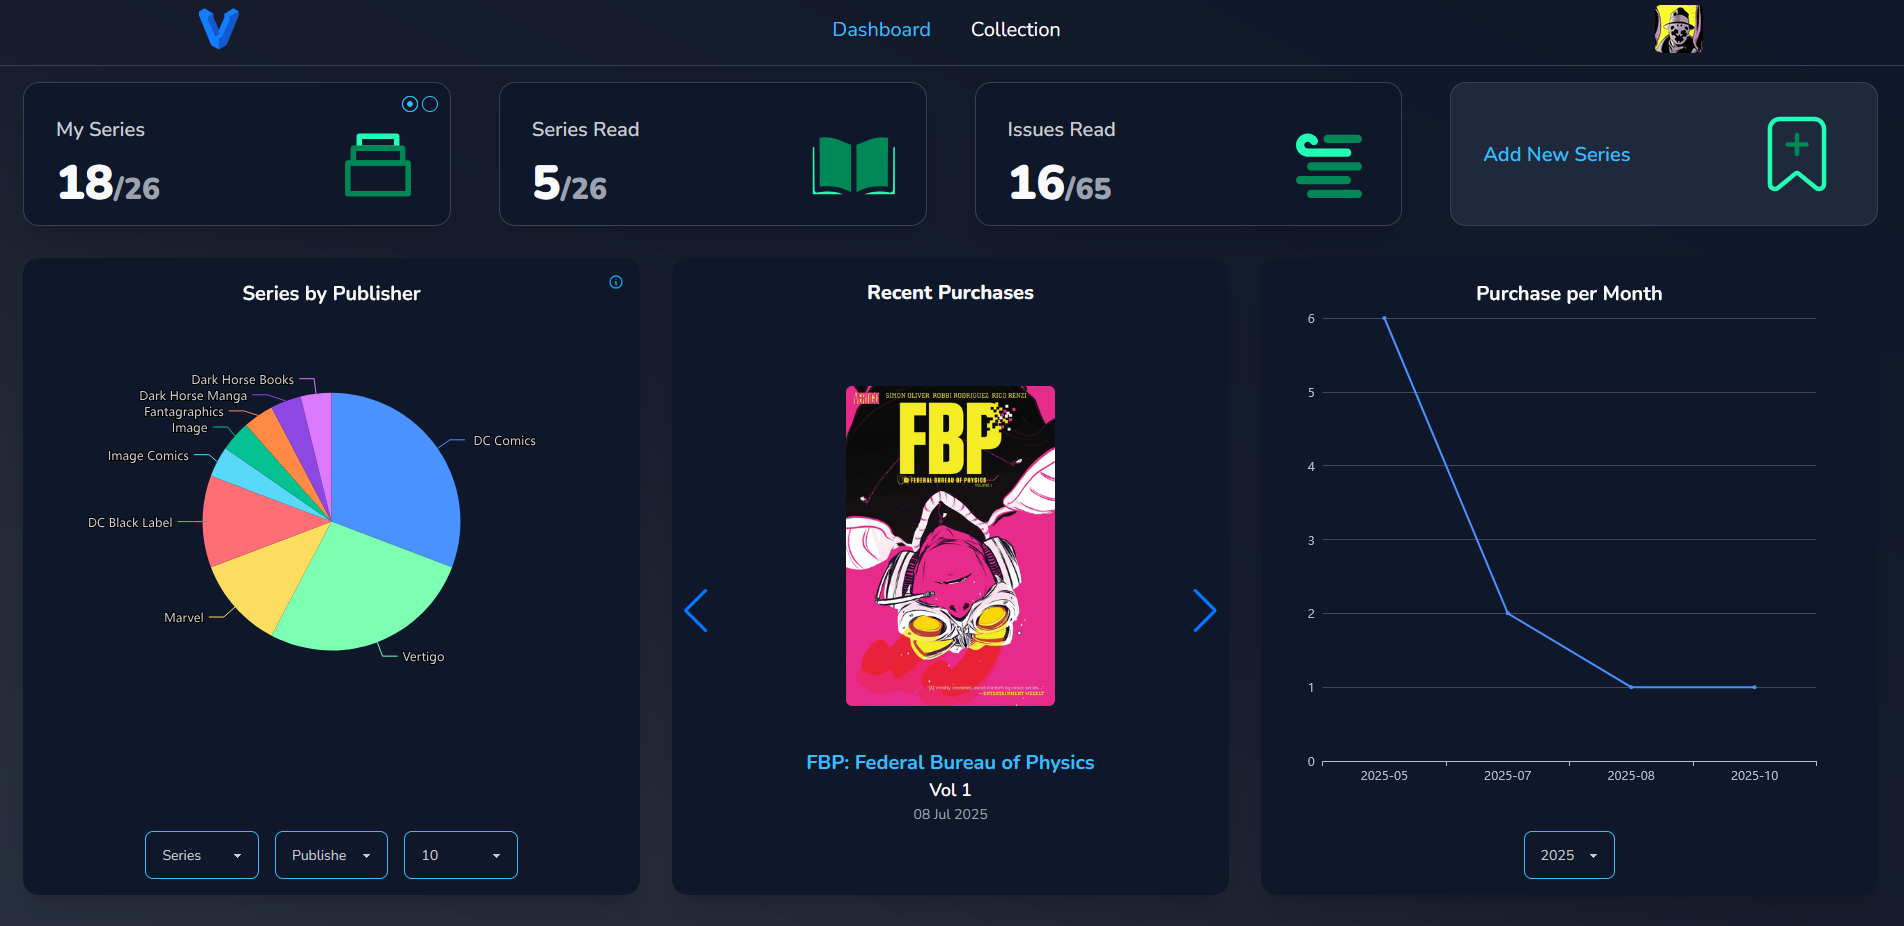 Dashboard
Collection
My Series
18/26
Series Read
5/26
Issues Read
16/65
Add New Series
Series by Publisher
Dark Horse Books
Dark Horse Manga
Fantagraphics
Image
Image Comics
DC Black Label
Marvel
Vertigo
DC Comics
Series
Publishe
10
Recent Purchases
VERTIGO
SIMON OLIVER ROBBI RODRIGUEZ RICO RENZI
FBP
FEDERAL BUREAU OF PHYSICS
—ENTERTAINMENT WEEKLY
FBP: Federal Bureau of Physics
Vol 1
08 Jul 2025
Purchase per Month
6
5
4
3
2
1
0
2025-05
2025-07
2025-08
2025-10
2025